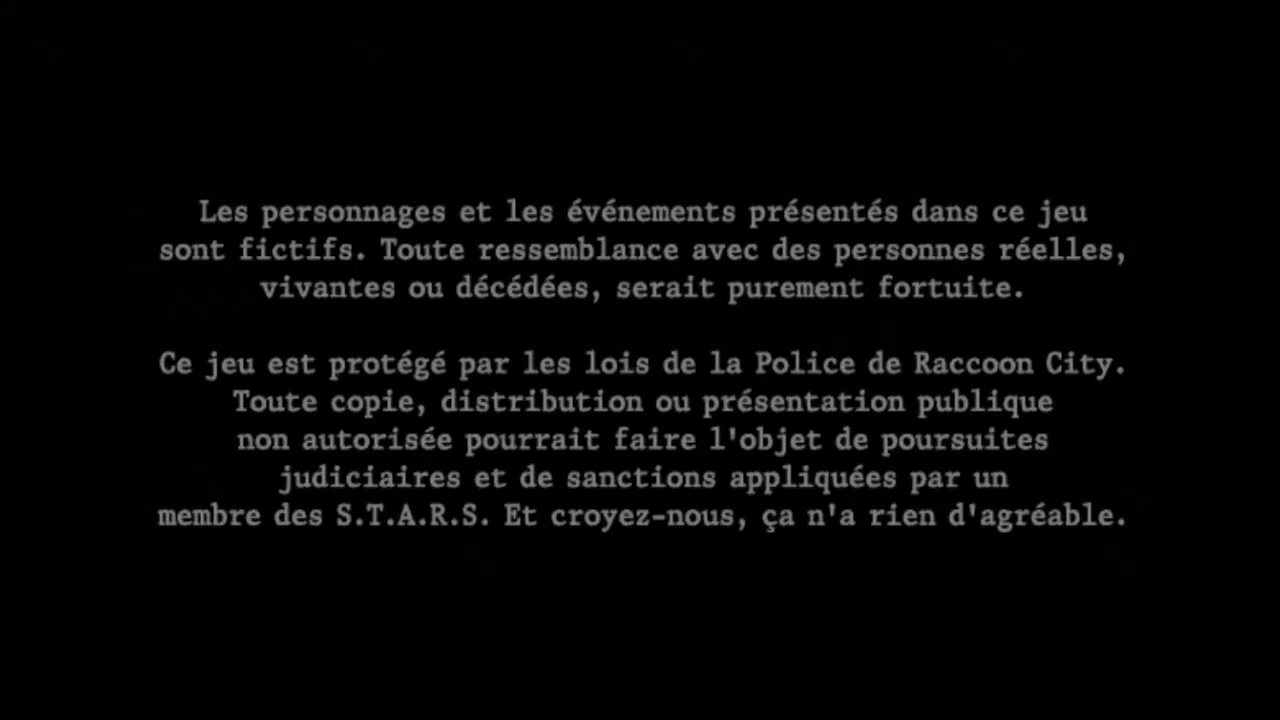 Les personnages et les événements présentés dans ce jeu
sont fictifs. Toute ressemblance avec des personnes réelles,
vivantes ou décédées, serait purement fortuite.
Ce jeu est protégé par les lois de la Police de Raccoon City.
Toute copie, distribution ou présentation publique
non autorisée pourrait faire l'objet de poursuites
judiciaires et de sanctions appliquées par un
membre des S.T.A.R.S. Et croyez-nous, ça n'a rien d'agréable.